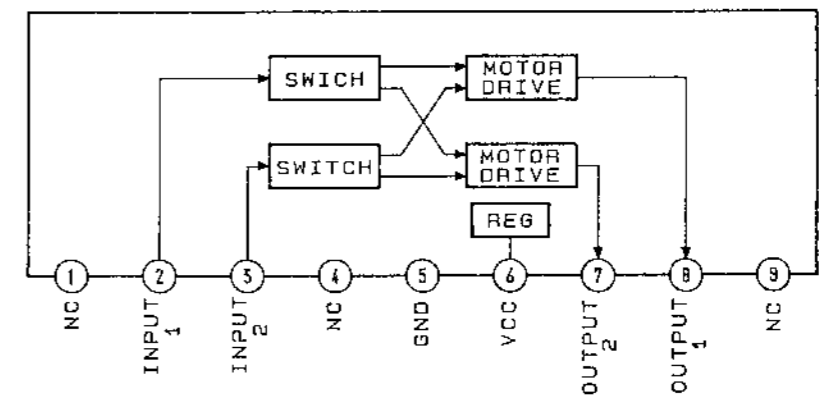 SWICH
MOTOR
DRIVE
SWITCH
MOTOR
DRIVE
REG
1
2
3
4
5
6
7
8
9
NC
INPUT
1
INPUT
2
NC
GND
VCC
OUTPUT
2
OUTPUT
1
NC